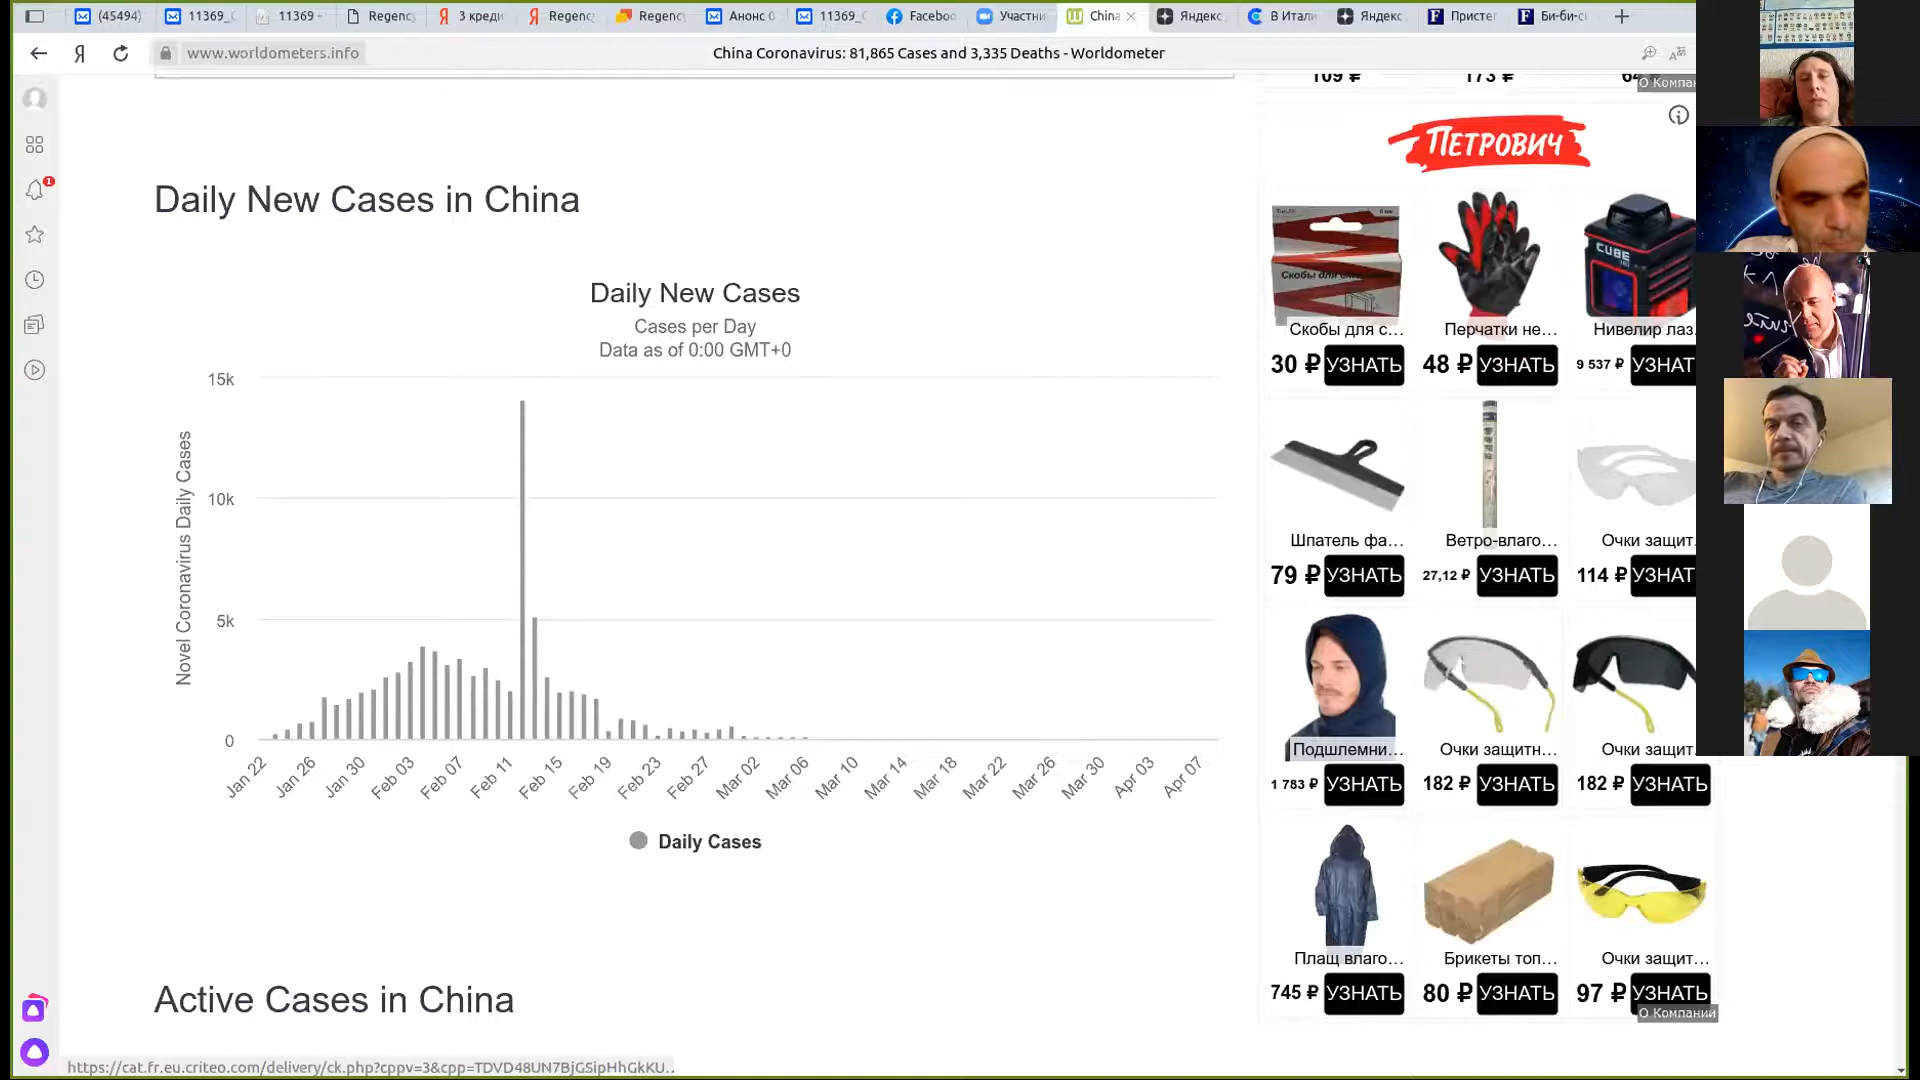 (45494)
11369_
11369
Regenc
3 креди
Regenc
Regenc
Анонс
11369_
Facebo
Участни
China
Яндекс
В Итали
Яндекс
Пристег
Би-би-с
www.worldometers.info
China Coronavirus: 81,865 Cases and 3,335 Deaths - Worldometer
109 ₽
173 ₽
О Компан
ПЕТРОВИЧ
Daily New Cases in China
Daily New Cases
Cases per Day
Data as of 0:00 GMT+0
Novel Coronavirus Daily Cases
15k
10k
5k
0
Jan 22
Jan 26
Jan 30
Feb 03
Feb 07
Feb 11
Feb 15
Feb 19
Feb 23
Feb 27
Mar 02
Mar 06
Mar 10
Mar 14
Mar 18
Mar 22
Mar 26
Mar 30
Apr 03
Apr 07
Daily Cases
Active Cases in China
CUBE
Скобы для с...
Перчатки не...
Нивелир лаз.
30 ₽ УЗНАТЬ
48 ₽ УЗНАТЬ
9 537 ₽ УЗНАТ
Шпатель фа...
Ветро-влаго...
Очки защит.
79 ₽ УЗНАТЬ
27,12 ₽ УЗНАТЬ
114 ₽ УЗНАТ
Подшлемни...
Очки защитн...
Очки защит.
1 783 ₽ УЗНАТЬ
182 ₽ УЗНАТЬ
182 ₽ УЗНАТЬ
Плащ влаго...
Брикеты топ...
Очки защит...
745 ₽ УЗНАТЬ
80 ₽ УЗНАТЬ
97 ₽ УЗНАТЬ
О Компании
https://cat.fr.eu.criteo.com/delivery/ck.php?cppv=3&cpp=TDVD48UN7BjGSipHhGkKU..